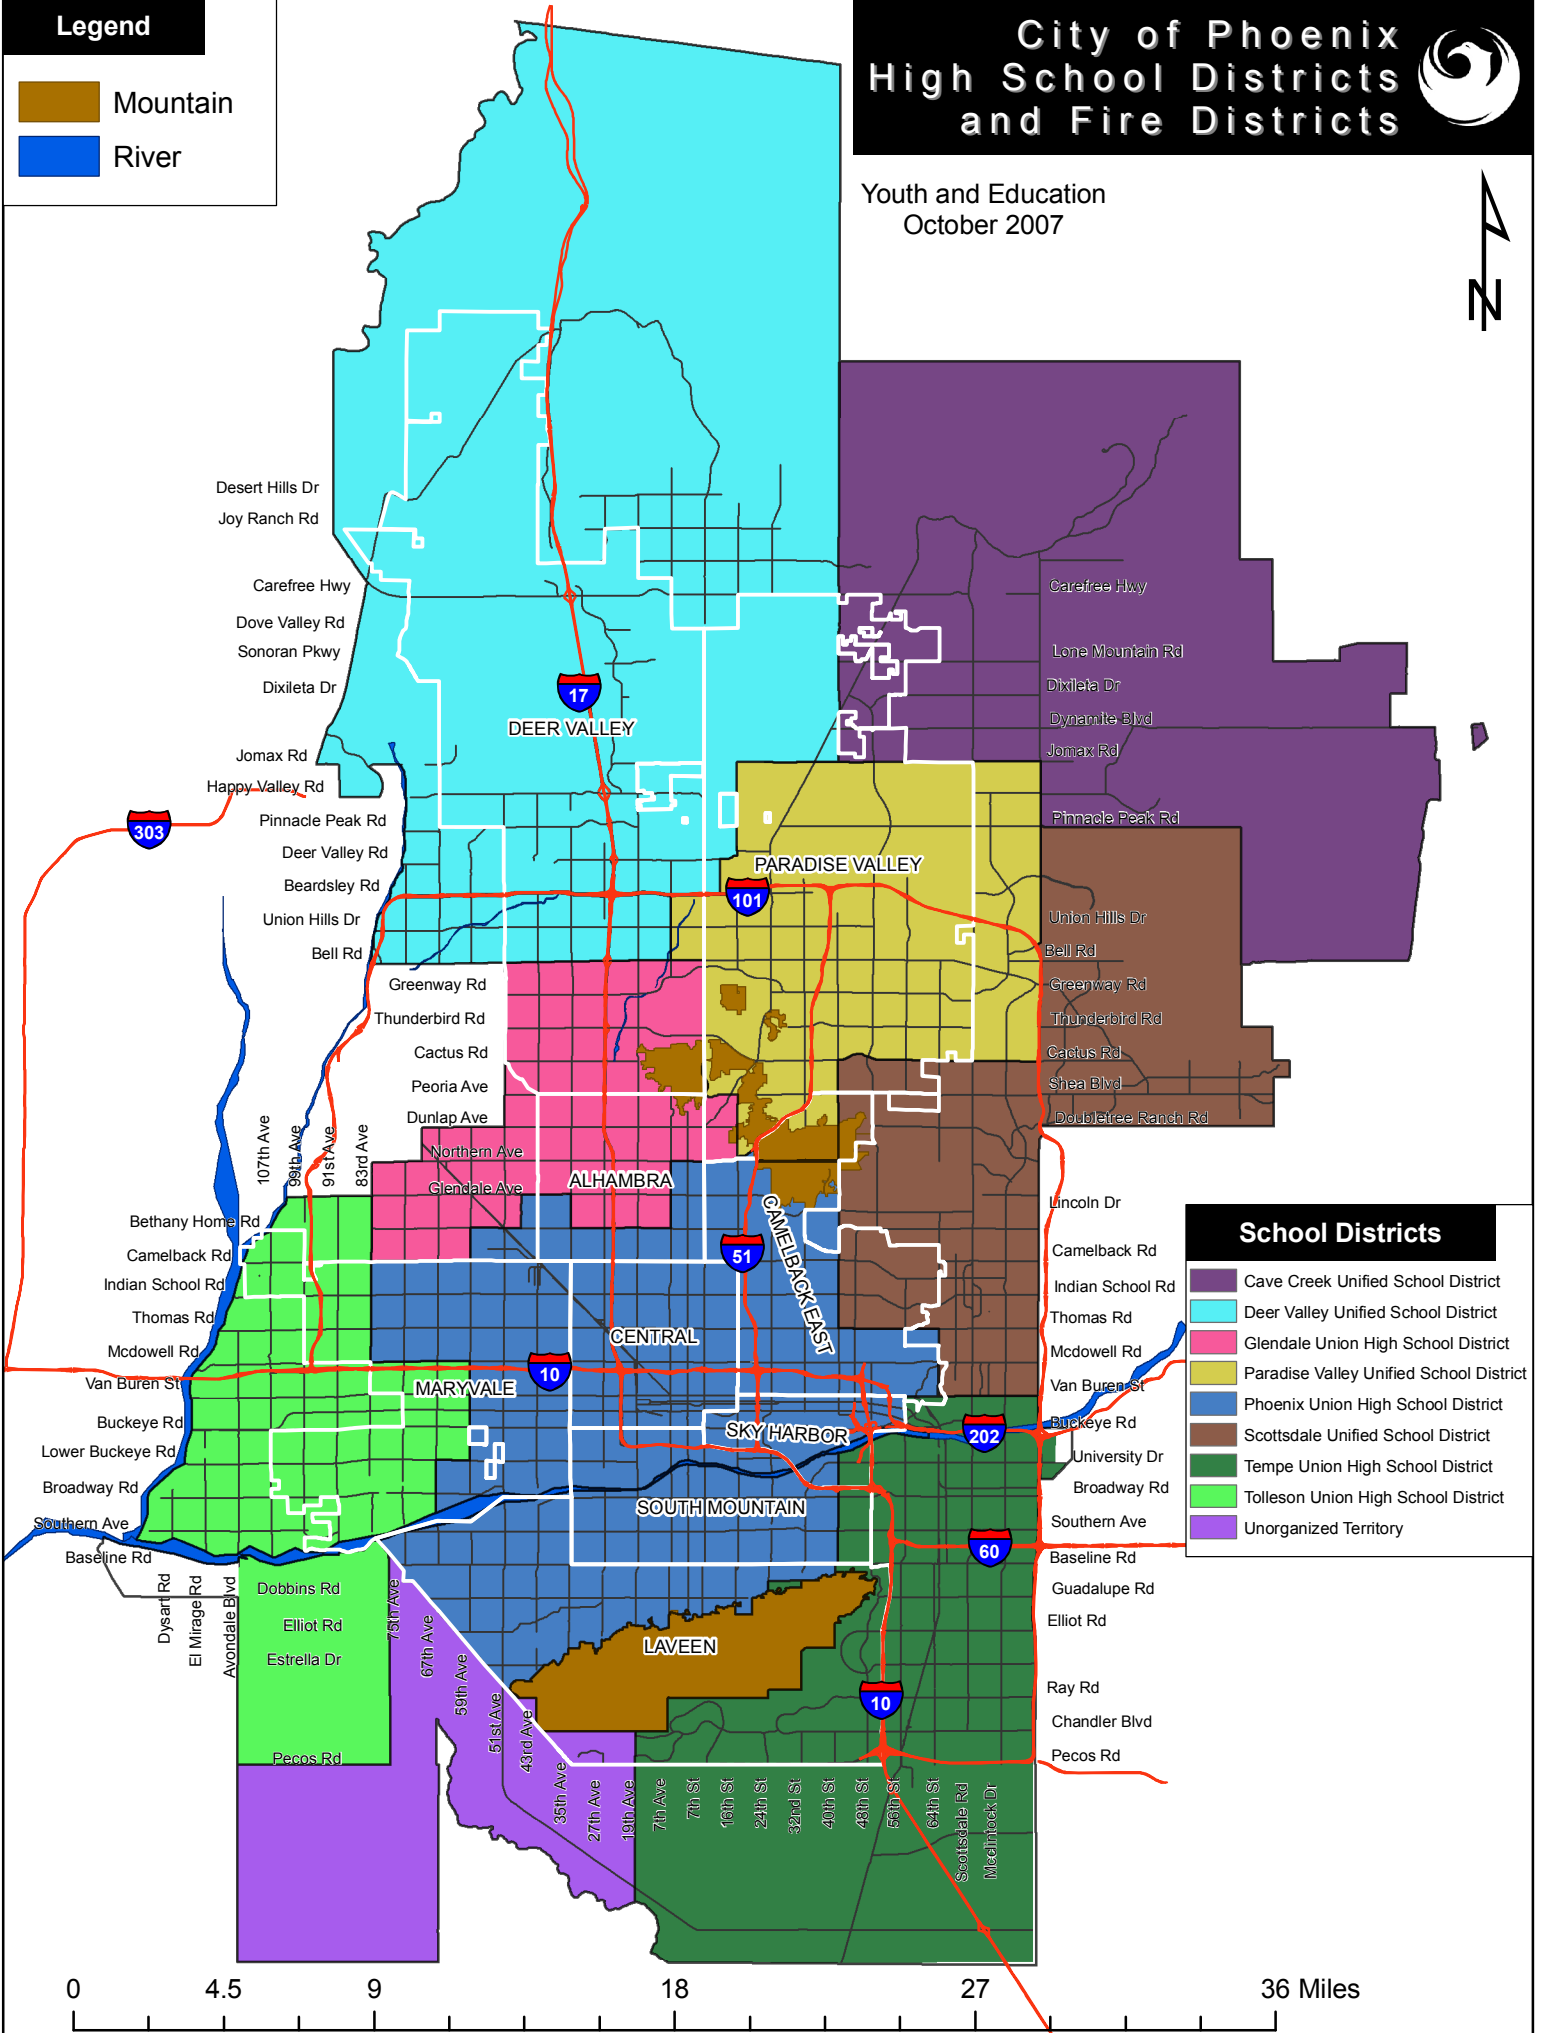 Legend
Mountain
River
City of Phoenix
High School Districts
and Fire Districts
Youth and Education
October 2007
N
Desert Hills Dr
Joy Ranch Rd
Carefree Hwy
Dove Valley Rd
Sonoran Pkwy
Dixileta Dr
Jomax Rd
Happy Valley Rd
Pinnacle Peak Rd
Deer Valley Rd
Beardsley Rd
Union Hills Dr
Bell Rd
Greenway Rd
Thunderbird Rd
Cactus Rd
Peoria Ave
Dunlap Ave
Northern Ave
Glendale Ave
107th Ave
99th Ave
91st Ave
83rd Ave
Bethany Home Rd
Camelback Rd
Indian School Rd
Thomas Rd
Mcdowell Rd
Van Buren St
Buckeye Rd
Lower Buckeye Rd
Broadway Rd
Southern Ave
Baseline Rd
Dysart Rd
El Mirage Rd
Avondale Blvd
Dobbins Rd
Elliot Rd
Estrella Dr
Pecos Rd
75th Ave
67th Ave
59th Ave
51st Ave
43rd Ave
35th Ave
27th Ave
19th Ave
7th Ave
7th St
16th St
24th St
32nd St
40th St
48th St
56th St
64th St
Scottsdale Rd
Mcclintock Dr
Carefree Hwy
Lone Mountain Rd
Dixileta Dr
Dynamite Blvd
Jomax Rd
Pinnacle Peak Rd
Union Hills Dr
Bell Rd
Greenway Rd
Thunderbird Rd
Cactus Rd
Shea Blvd
Doubletree Ranch Rd
Lincoln Dr
Camelback Rd
Indian School Rd
Thomas Rd
Mcdowell Rd
Van Buren St
Buckeye Rd
University Dr
Broadway Rd
Southern Ave
Baseline Rd
Guadalupe Rd
Elliot Rd
Ray Rd
Chandler Blvd
Pecos Rd
17
303
101
51
10
202
60
10
DEER VALLEY
PARADISE VALLEY
ALHAMBRA
CAMELBACK EAST
CENTRAL
MARYVALE
SKY HARBOR
SOUTH MOUNTAIN
LAVEEN
School Districts
Cave Creek Unified School District
Deer Valley Unified School District
Glendale Union High School District
Paradise Valley Unified School District
Phoenix Union High School District
Scottsdale Unified School District
Tempe Union High School District
Tolleson Union High School District
Unorganized Territory
0 4.5 9 18 27 36 Miles